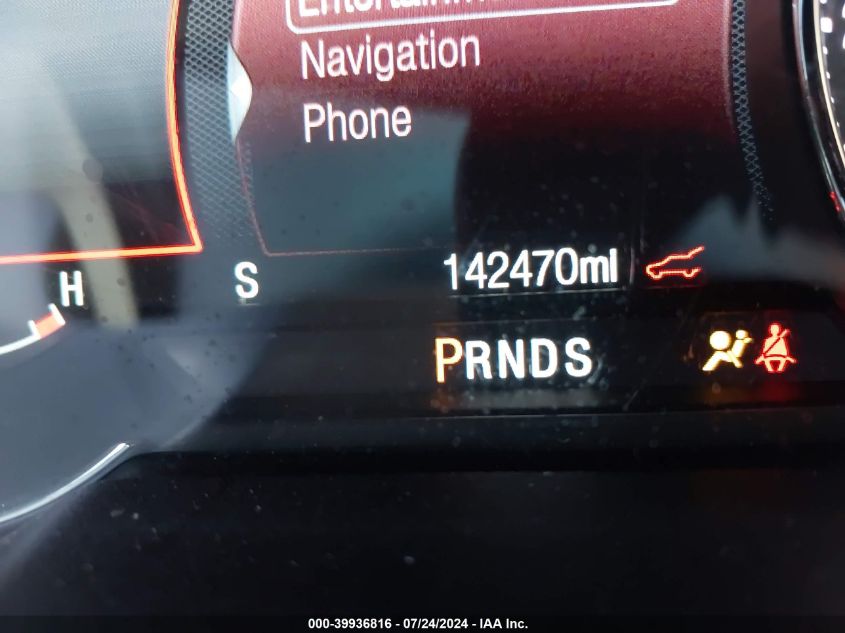 Navigation
Phone
H
S
142470mi
PRNDS
000-39936816 - 07/24/2024 - IAA Inc.